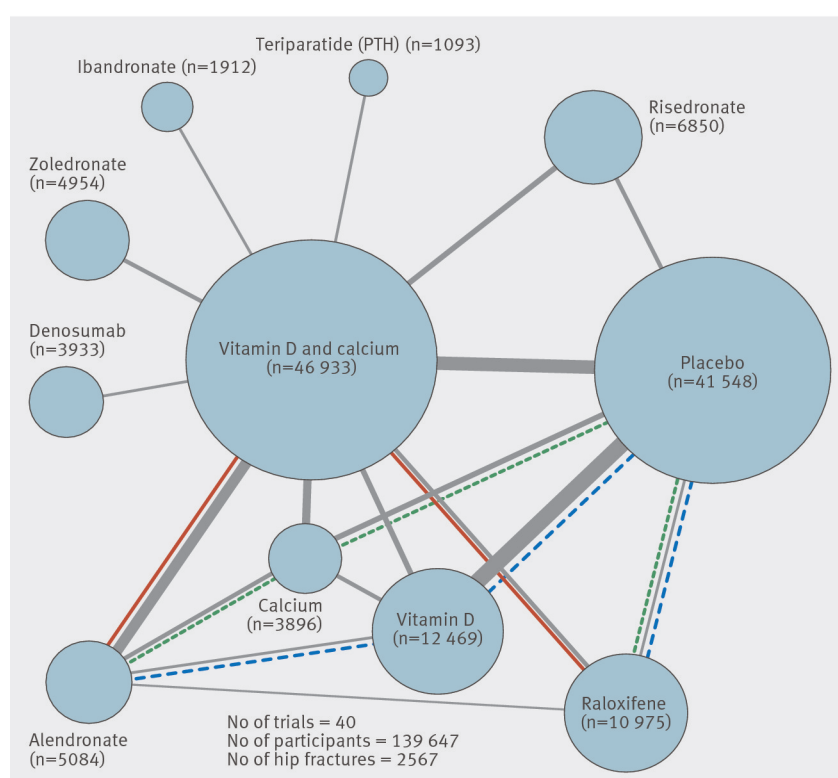 Teriparatide (PTH) (n=1093)
Ibandronate (n=1912)
Risedronate
(n=6850)
Zoledronate
(n=4954)
Denosumab
(n=3933)
Vitamin D and calcium
(n=46 933)
Placebo
(n=41 548)
Calcium
(n=3896)
Vitamin D
(n=12 469)
Raloxifene
(n=10 975)
Alendronate
(n=5084)
No of trials = 40
No of participants = 139 647
No of hip fractures = 2567